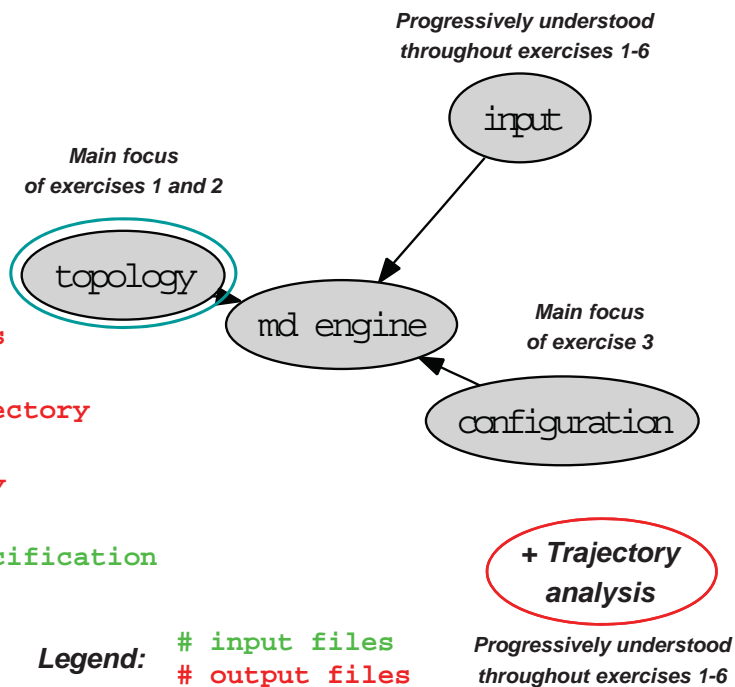 Progressively understood
throughout exercises 1-6
input
Main focus
of exercises 1 and 2
topology
md engine
Main focus
of exercise 3
configuration
+ Trajectory
analysis
Progressively understood
throughout exercises 1-6
Legend:
# input files
# output files